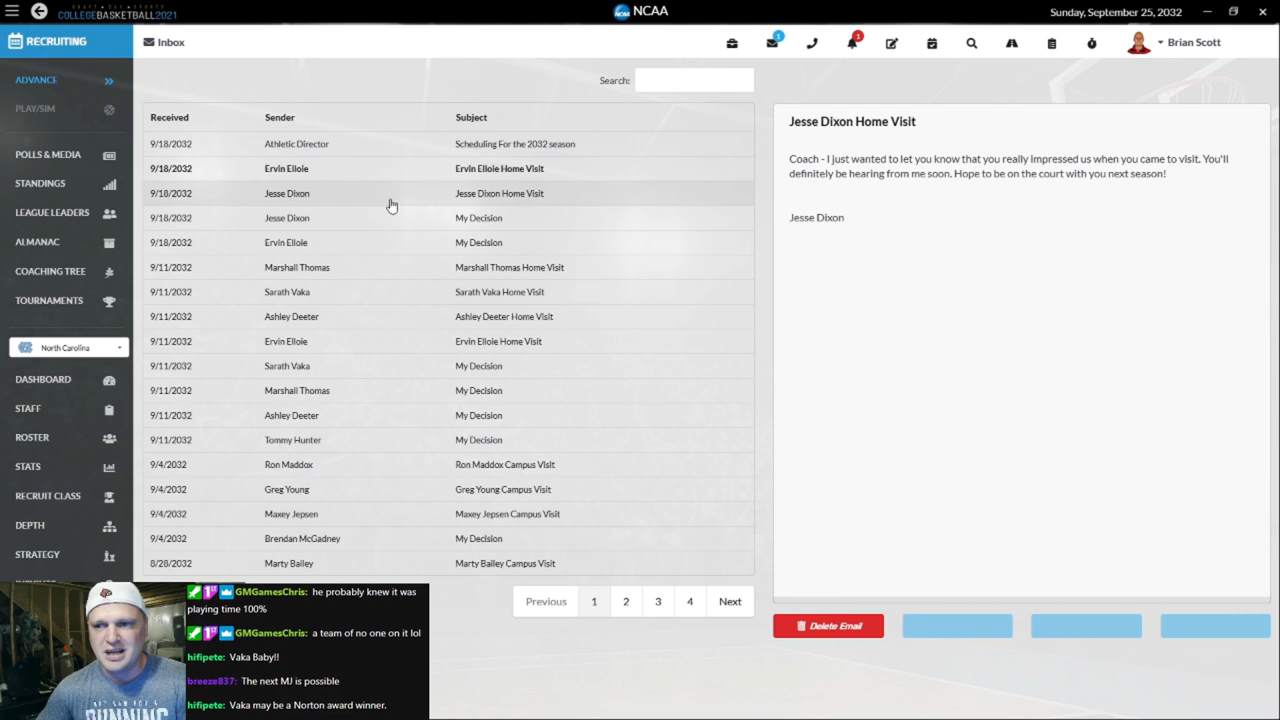 DRAFT DAY SPORTS
COLLEGEBASKETBALL2021
NCAA
Sunday, September 25, 2032
RECRUITING
Inbox
1
1
Brian Scott
ADVANCE
PLAY/SIM
POLLS & MEDIA
STANDINGS
LEAGUE LEADERS
ALMANAC
COACHING TREE
TOURNAMENTS
North Carolina
DASHBOARD
STAFF
ROSTER
STATS
RECRUIT CLASS
DEPTH
STRATEGY
Search:
Received Sender Subject
9/18/2032 Athletic Director Scheduling For the 2032 season
9/18/2032 Ervin Elloie Ervin Elloie Home Visit
9/18/2032 Jesse Dixon Jesse Dixon Home Visit
9/18/2032 Jesse Dixon My Decision
9/18/2032 Ervin Elloie My Decision
9/11/2032 Marshall Thomas Marshall Thomas Home Visit
9/11/2032 Sarath Vaka Sarath Vaka Home Visit
9/11/2032 Ashley Deeter Ashley Deeter Home Visit
9/11/2032 Ervin Elloie Ervin Elloie Home Visit
9/11/2032 Sarath Vaka My Decision
9/11/2032 Marshall Thomas My Decision
9/11/2032 Ashley Deeter My Decision
9/11/2032 Tommy Hunter My Decision
9/4/2032 Ron Maddox Ron Maddox Campus Visit
9/4/2032 Greg Young Greg Young Campus Visit
9/4/2032 Maxey Jepsen Maxey Jepsen Campus Visit
9/4/2032 Brendan McGadney My Decision
8/28/2032 Marty Bailey Marty Bailey Campus Visit
Previous 1 2 3 4 Next
Jesse Dixon Home Visit
Coach - I just wanted to let you know that you really impressed us when you came to visit. You'll
definitely be hearing from me soon. Hope to be on the court with you next season!
Jesse Dixon
Delete Email
GMGamesChris: he probably knew it was
playing time 100%
GMGamesChris: a team of no one on it lol
hifipete: Vaka Baby!!
breeze837: The next MJ is possible
hifipete: Vaka may be a Norton award winner.
RUNNING